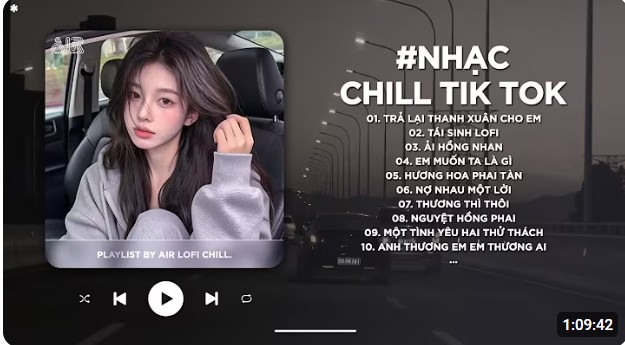 AIR
#NHẠC
CHILL TIK TOK
01. TRẢ LẠI THANH XUÂN CHO EM
02. TÁI SINH LOFI
03. ẢI HỒNG NHAN
04. EM MUỐN TA LÀ GÌ
05. HƯƠNG HOA PHAI TÀN
06. NỢ NHAU MỘT LỜI
07. THƯƠNG THÌ THÔI
08. NGUYỆT HỒNG PHAI
09. MỘT TÌNH YÊU HAI THỬ THÁCH
10. ANH THƯƠNG EM EM THƯƠNG AI
...
PLAYLIST BY AIR LOFI CHILL.
1:09:42